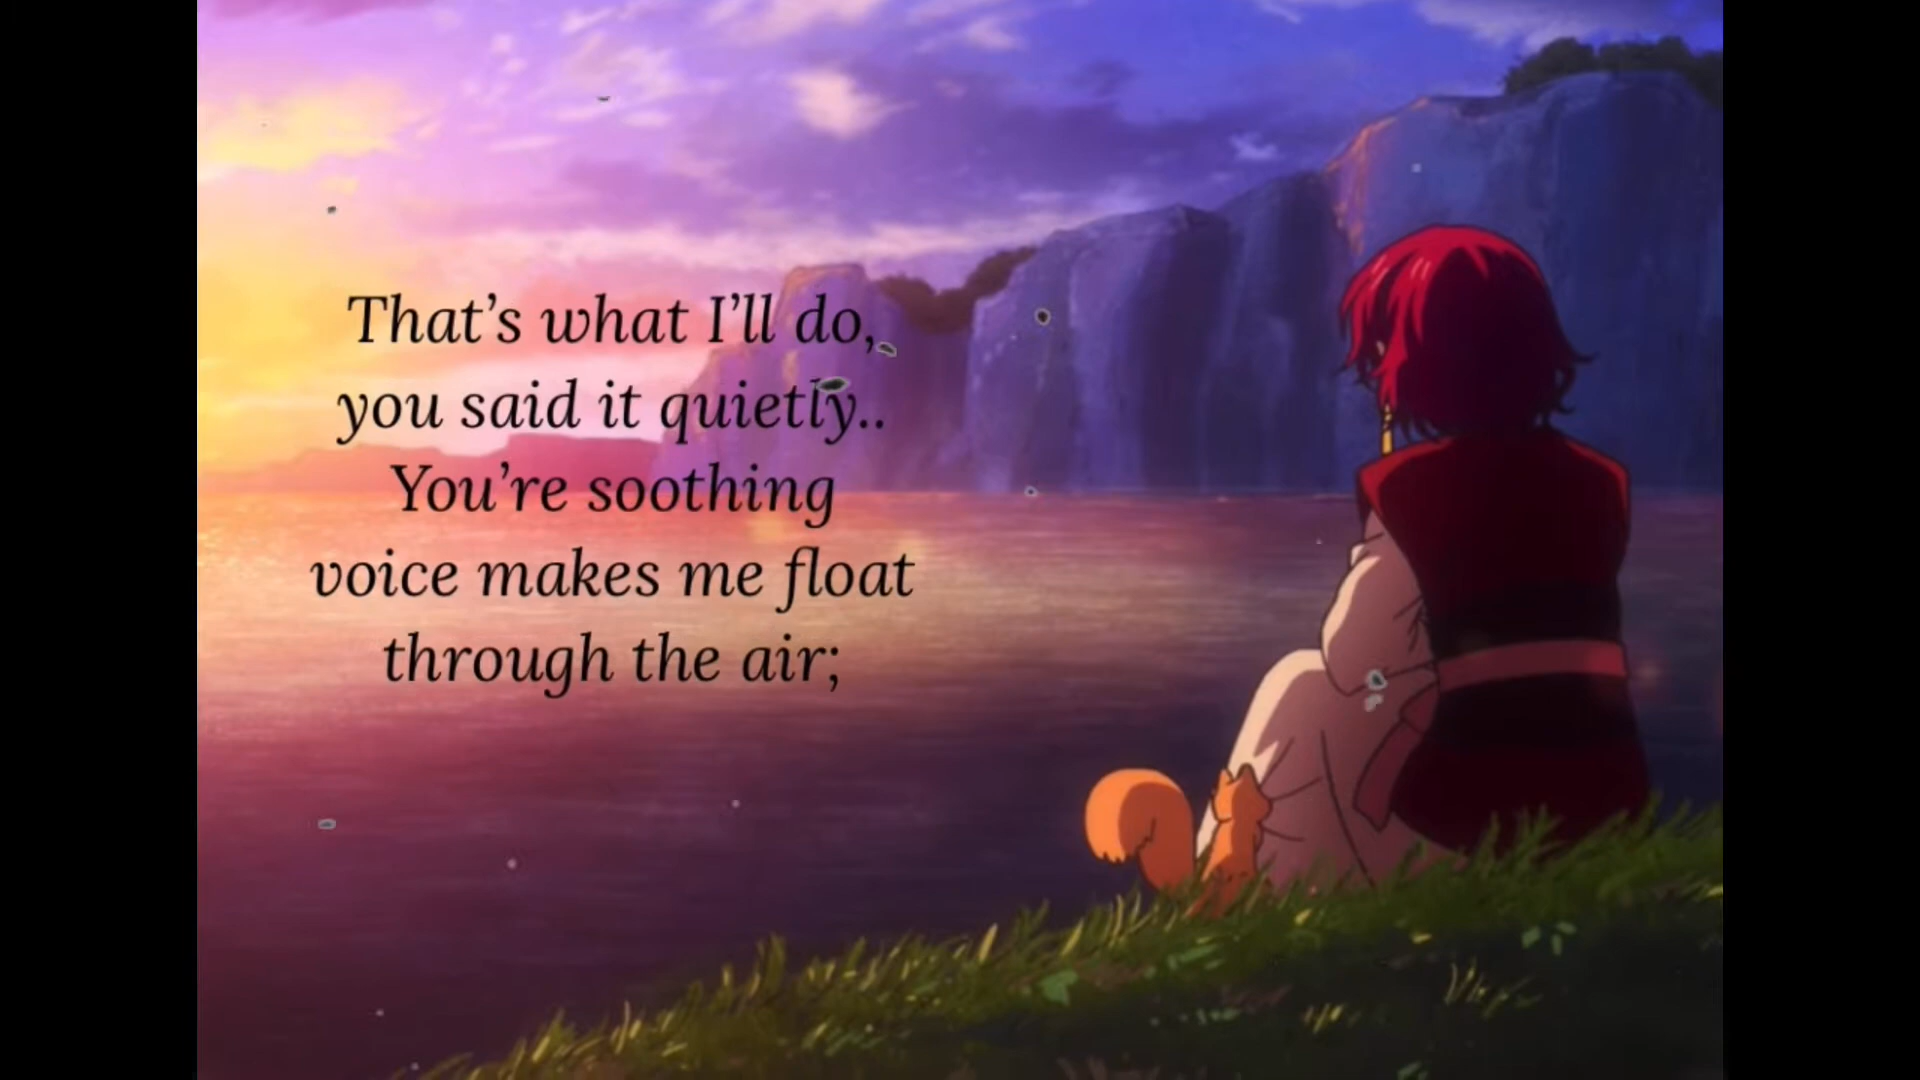 That’s what I’ll do,
you said it quietly..
You’re soothing
voice makes me float
through the air;